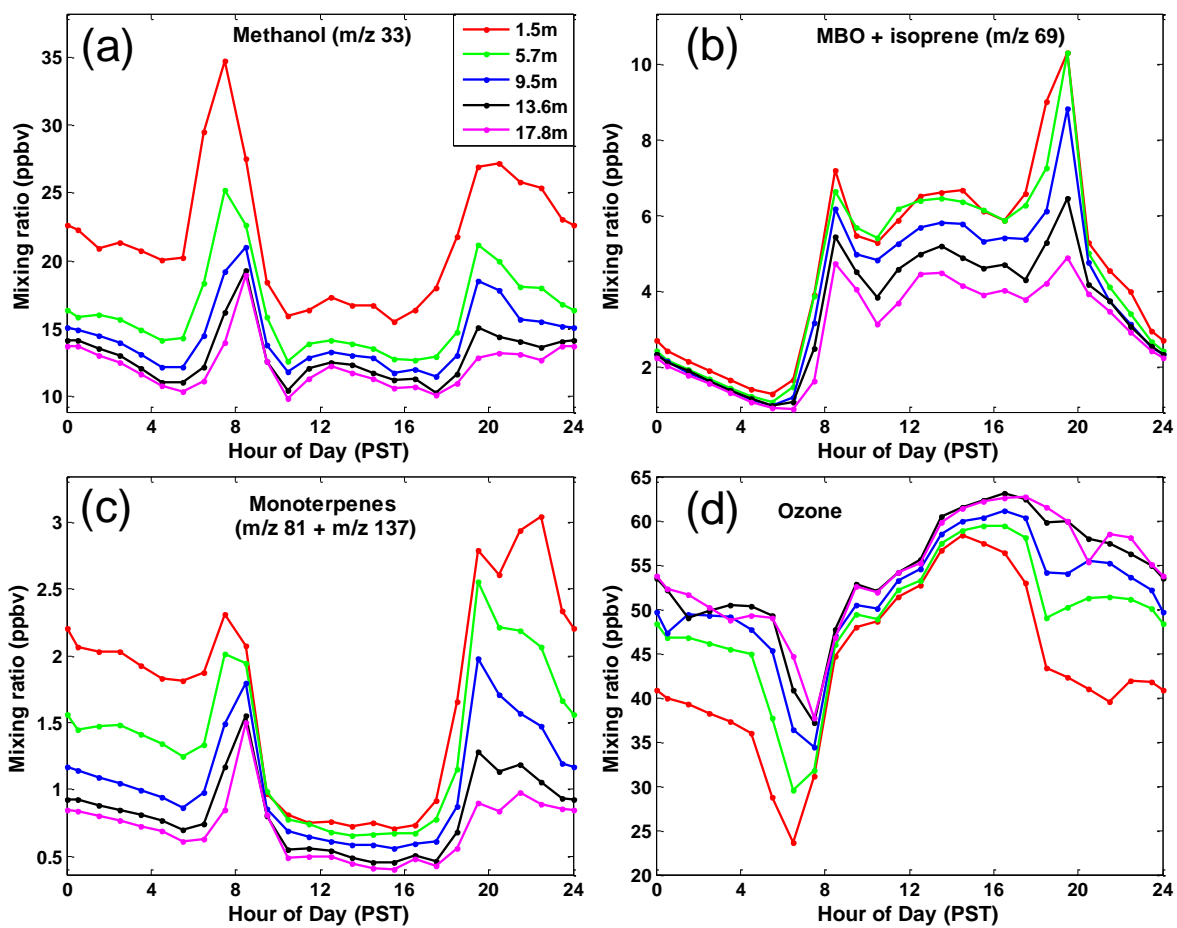 (a)
Methanol (m/z 33)
1.5m
5.7m
9.5m
13.6m
17.8m
35
30
25
20
15
10
Mixing ratio (ppbv)
0 4 8 12 16 20 24
Hour of Day (PST)
(b)
MBO + isoprene (m/z 69)
10
8
6
4
2
Mixing ratio (ppbv)
0 4 8 12 16 20 24
Hour of Day (PST)
(c)
Monoterpenes
(m/z 81 + m/z 137)
3
2.5
2
1.5
1
0.5
Mixing ratio (ppbv)
0 4 8 12 16 20 24
Hour of Day (PST)
(d)
Ozone
65
60
55
50
45
40
35
30
25
20
Mixing ratio (ppbv)
0 4 8 12 16 20 24
Hour of Day (PST)